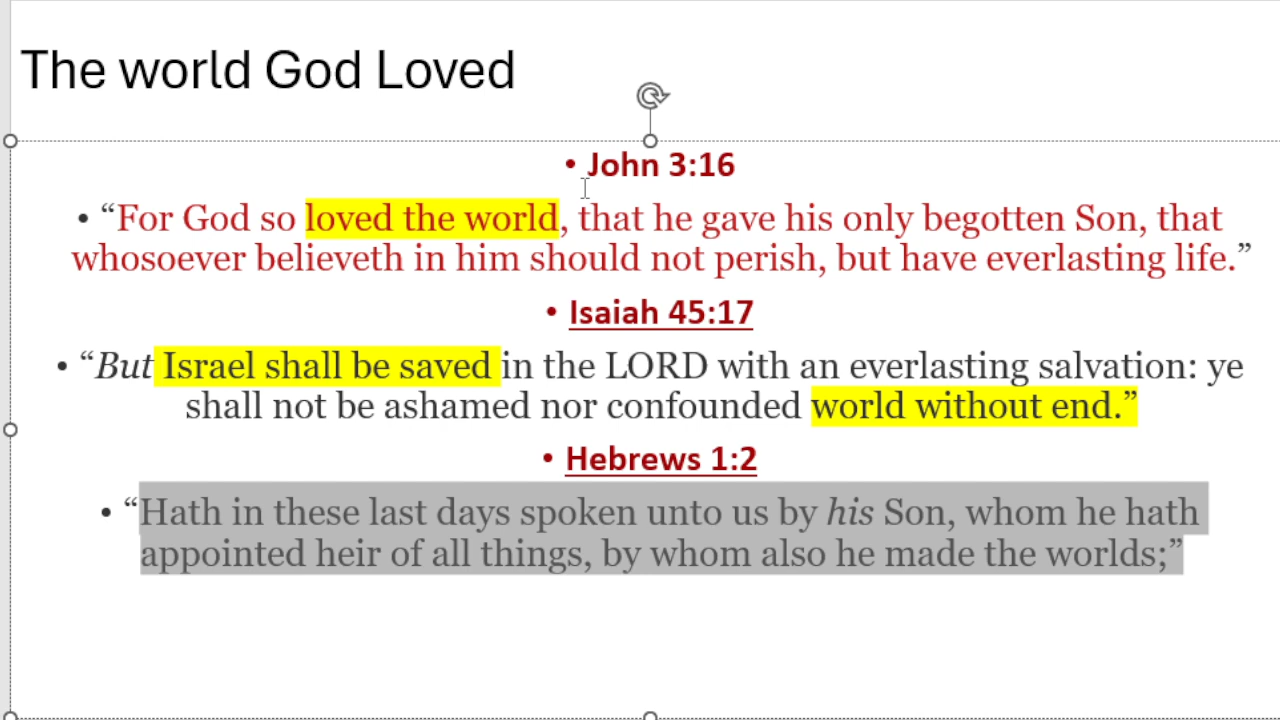 The world God Loved
• John 3:16
• “For God so loved the world, that he gave his only begotten Son, that
whosoever believeth in him should not perish, but have everlasting life.”
• Isaiah 45:17
• “But Israel shall be saved in the LORD with an everlasting salvation: ye
shall not be ashamed nor confounded world without end.”
• Hebrews 1:2
• “Hath in these last days spoken unto us by his Son, whom he hath
appointed heir of all things, by whom also he made the worlds;”